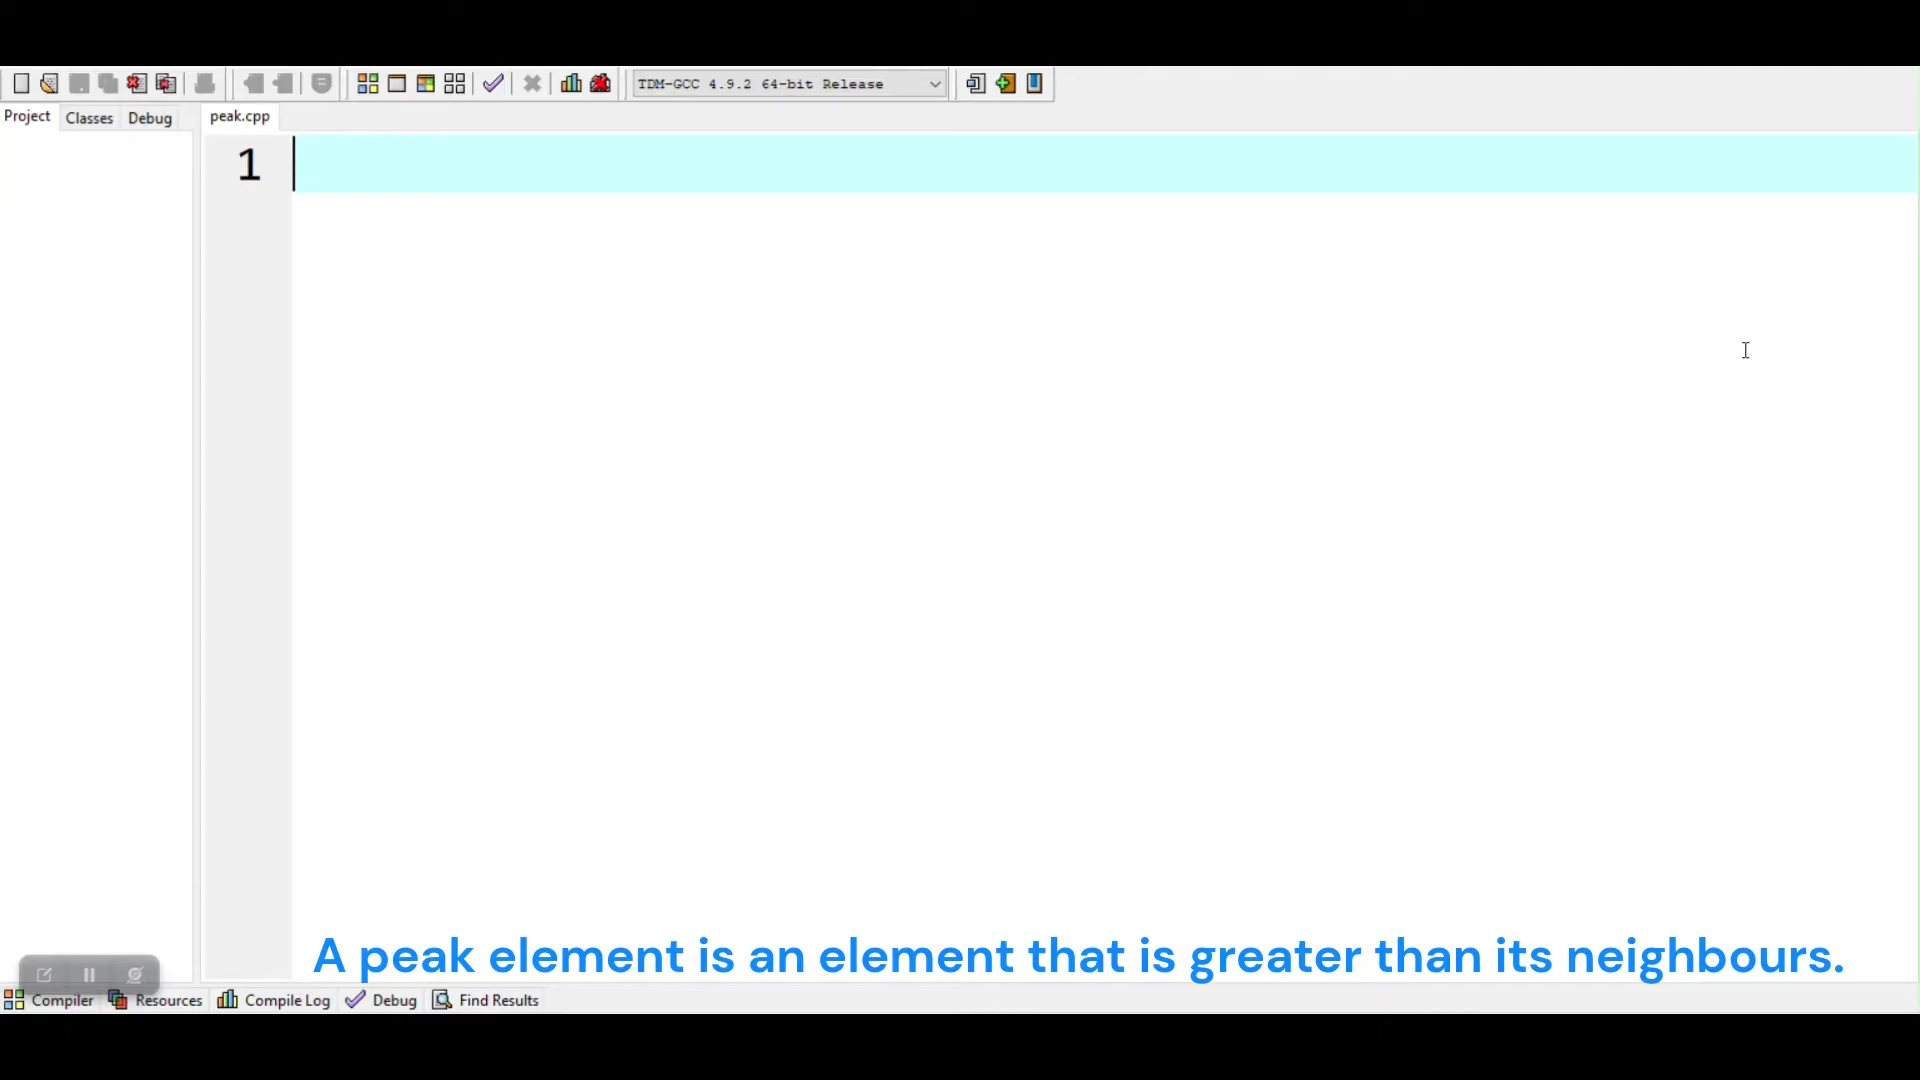 TDM-GCC 4.9.2 64-bit Release
Project Classes Debug peak.cpp
1
A peak element is an element that is greater than its neighbours.
Compiler Resources Compile Log Debug Find Results